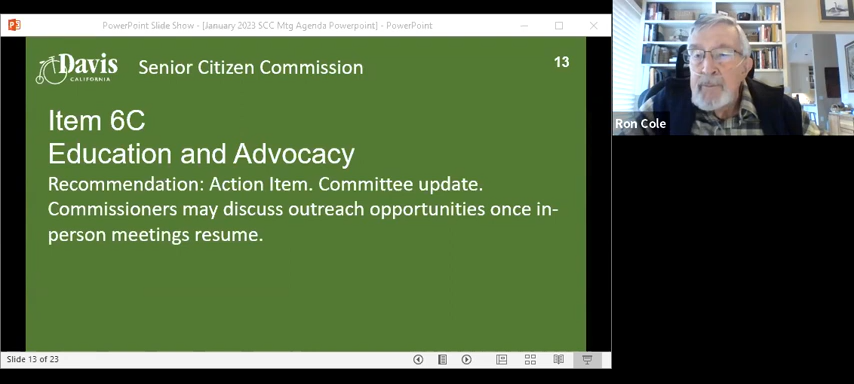 PowerPoint Slide Show - [January 2023 SCC Mtg Agenda Powerpoint] - PowerPoint
Davis
CALIFORNIA
Senior Citizen Commission
13
Item 6C
Education and Advocacy
Recommendation: Action Item. Committee update.
Commissioners may discuss outreach opportunities once in-
person meetings resume.
Slide 13 of 23
Ron Cole